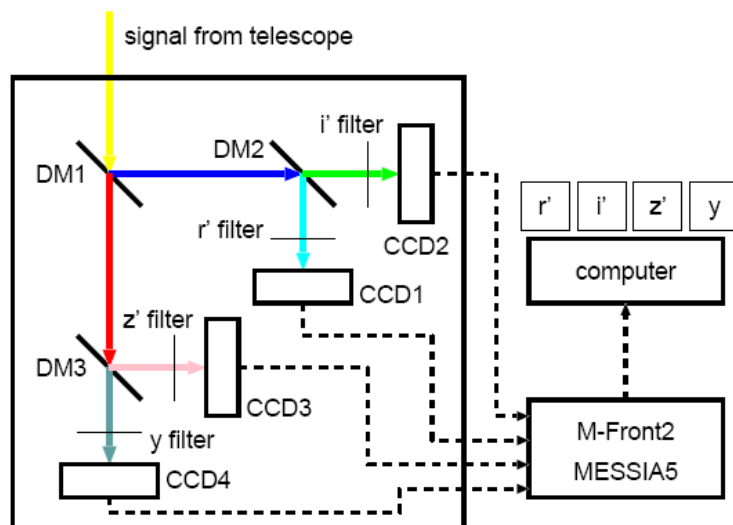 signal from telescope
i' filter
DM2
DM1
r' filter
CCD2
r' i' z' y
computer
CCD1
z' filter
DM3
CCD3
y filter
M-Front2
MESSIA5
CCD4